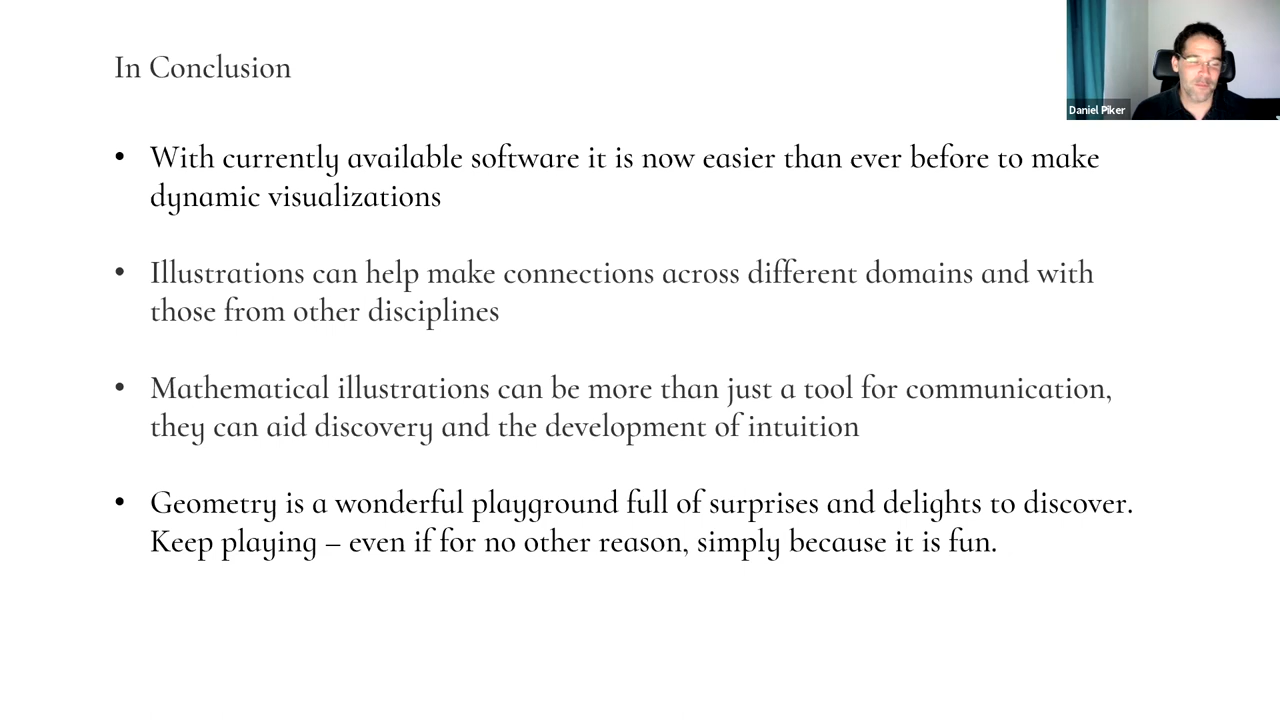 In Conclusion
Daniel Piker
• With currently available software it is now easier than ever before to make
dynamic visualizations
• Illustrations can help make connections across different domains and with
those from other disciplines
• Mathematical illustrations can be more than just a tool for communication,
they can aid discovery and the development of intuition
• Geometry is a wonderful playground full of surprises and delights to discover.
Keep playing – even if for no other reason, simply because it is fun.